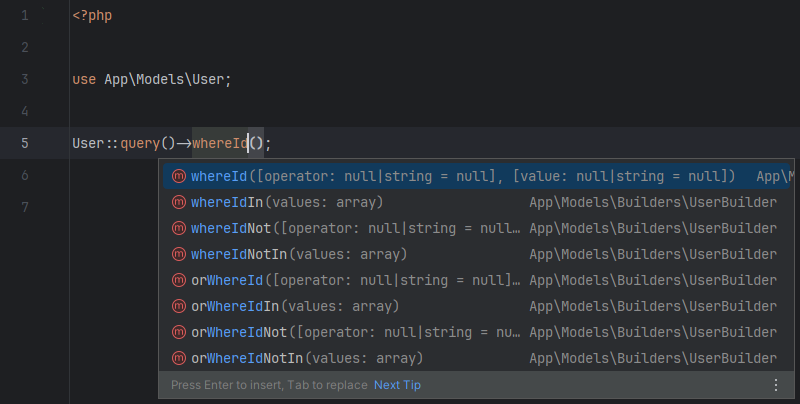 1 <?php
2
3 use App\Models\User;
4
5 User::query()->whereId();
6
7
whereId([operator: null|string = null], [value: null|string = null]) App\M
whereIdIn(values: array) App\Models\Builders\UserBuilder
whereIdNot([operator: null|string = null… App\Models\Builders\UserBuilder
whereIdNotIn(values: array) App\Models\Builders\UserBuilder
orWhereId([operator: null|string = null]… App\Models\Builders\UserBuilder
orWhereIdIn(values: array) App\Models\Builders\UserBuilder
orWhereIdNot([operator: null|string = nu… App\Models\Builders\UserBuilder
orWhereIdNotIn(values: array) App\Models\Builders\UserBuilder
Press Enter to insert, Tab to replace Next Tip